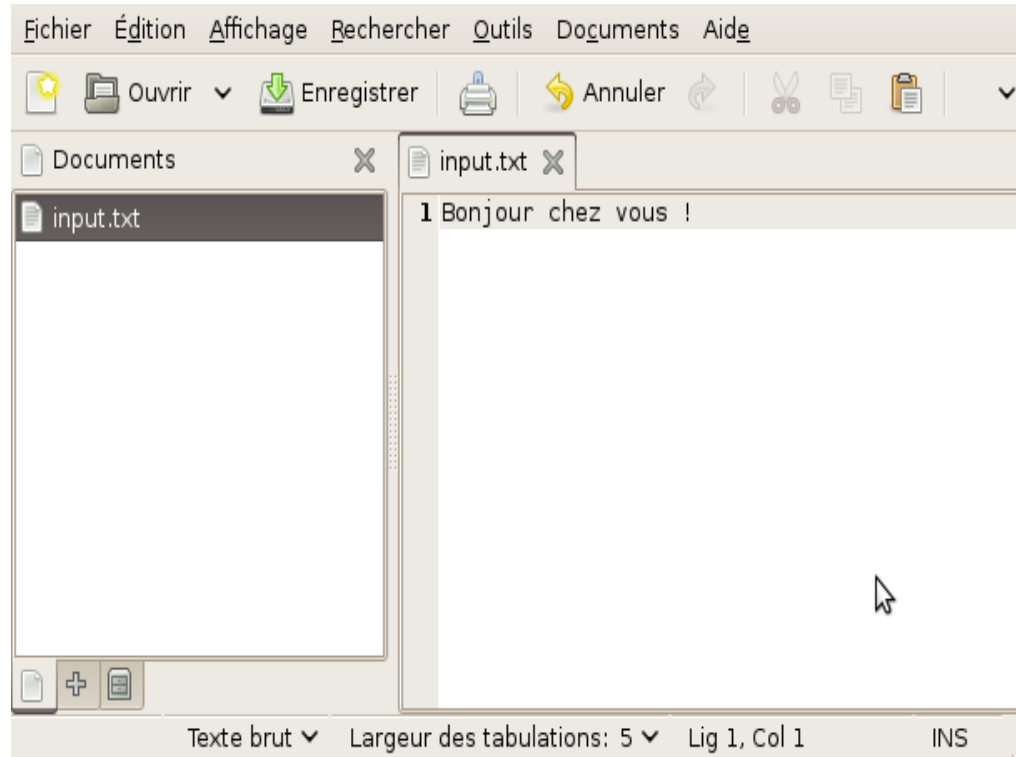 Fichier Édition Affichage Rechercher Outils Documents Aide
Ouvrir Enregistrer Annuler
Documents
input.txt
input.txt
1 Bonjour chez vous !
Texte brut Largeur des tabulations: 5 Lig 1, Col 1 INS